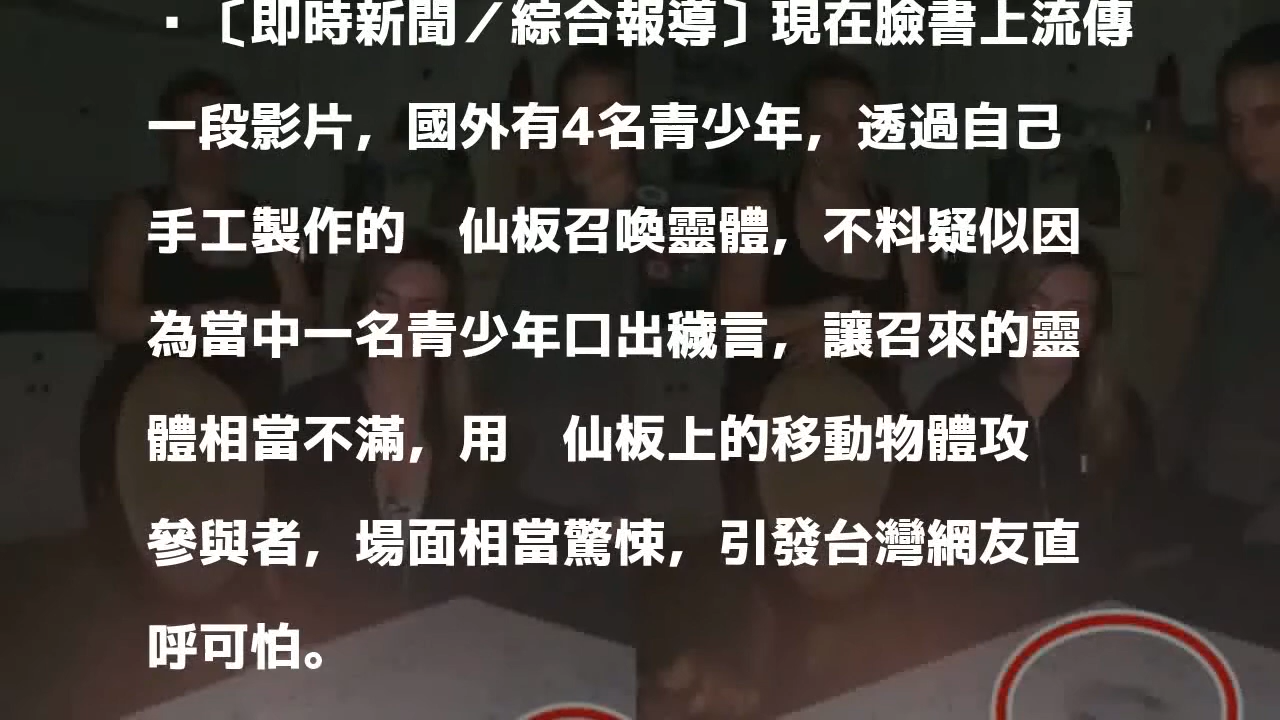 ·〔即時新聞／綜合報導〕現在臉書上流傳
一段影片，國外有4名青少年，透過自己
手工製作的　仙板召喚靈體，不料疑似因
為當中一名青少年口出穢言，讓召來的靈
體相當不滿，用　仙板上的移動物體攻
參與者，場面相當驚悚，引發台灣網友直
呼可怕。